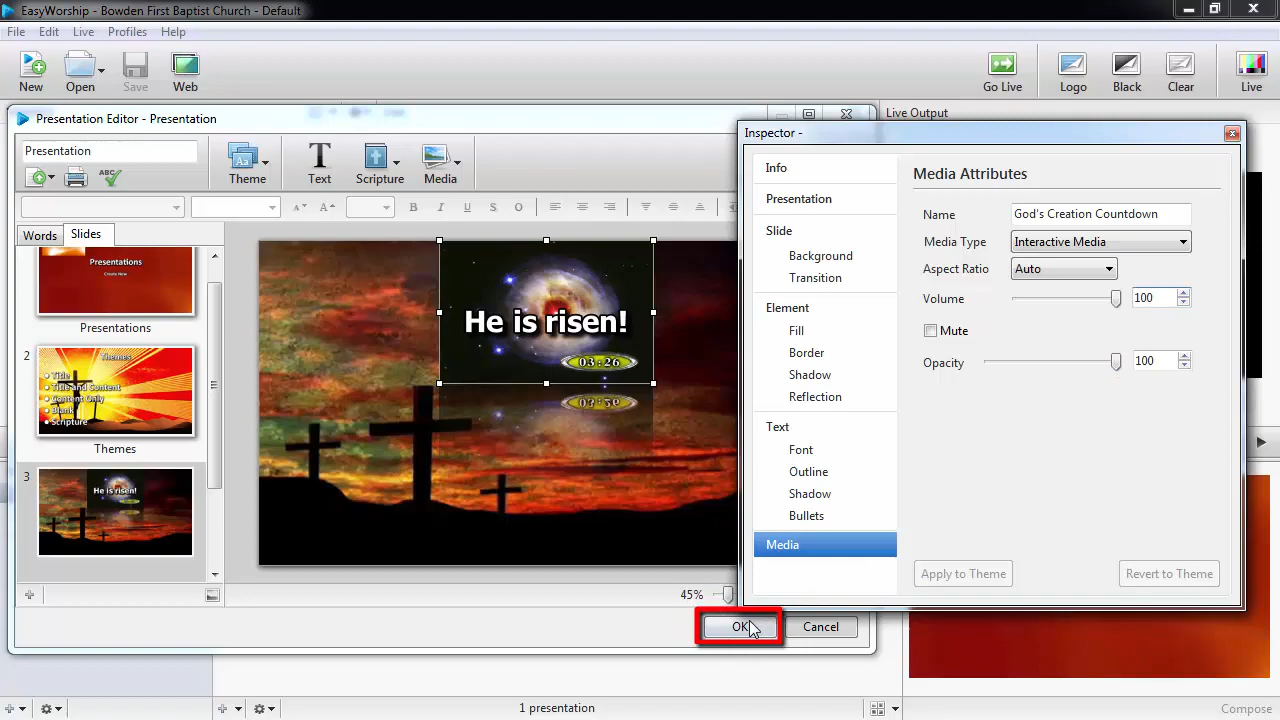 EasyWorship - Bowden First Baptist Church - Default
File Edit Live Profiles Help
New Open Save Web Go Live Logo Black Clear Live
Presentation Editor - Presentation
Live Output
Presentation
Theme Text Scripture Media
ABC
B I U S O
Words Slides
Presentations
Create New
Presentations
2
Themes
Title
Title and Content
Content Only
Blank
Scripture
Themes
3
He is risen!
He is risen!
03:26
03:26
45%
OK Cancel
Inspector -
Info
Presentation
Slide
Background
Transition
Element
Fill
Border
Shadow
Reflection
Text
Font
Outline
Shadow
Bullets
Media
Media Attributes
Name God's Creation Countdown
Media Type Interactive Media
Aspect Ratio Auto
Volume 100
Mute
Opacity 100
Apply to Theme Revert to Theme
1 presentation
Compose